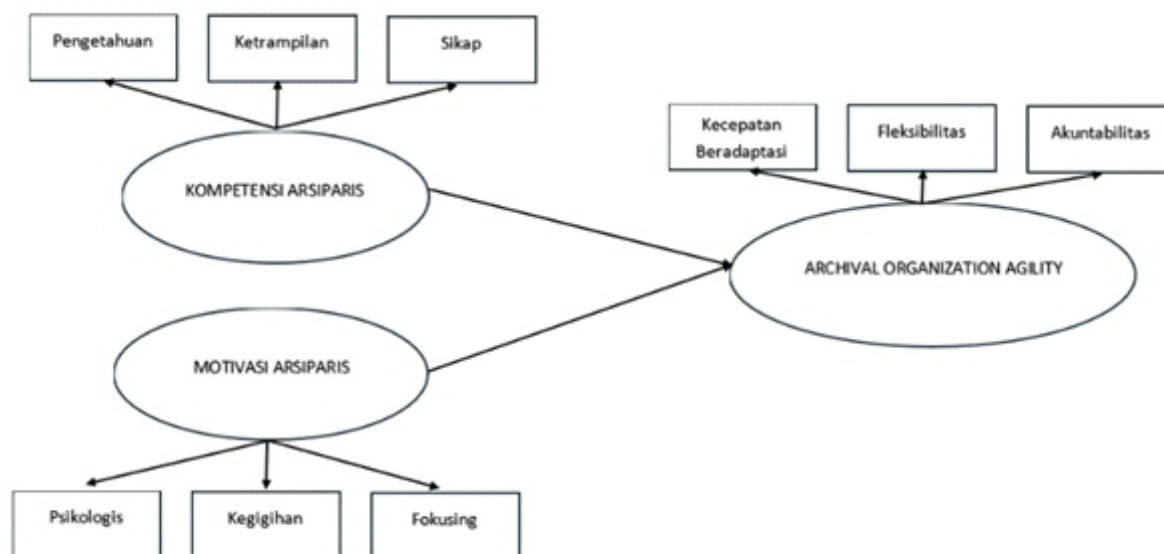 Pengetahuan
Ketrampilan
Sikap
KOMPETENSI ARSIPARIS
Kecepatan
Beradaptasi
Fleksibilitas
Akuntabilitas
ARCHIVAL ORGANIZATION AGILITY
MOTIVASI ARSIPARIS
Psikologis
Kegigihan
Fokusing